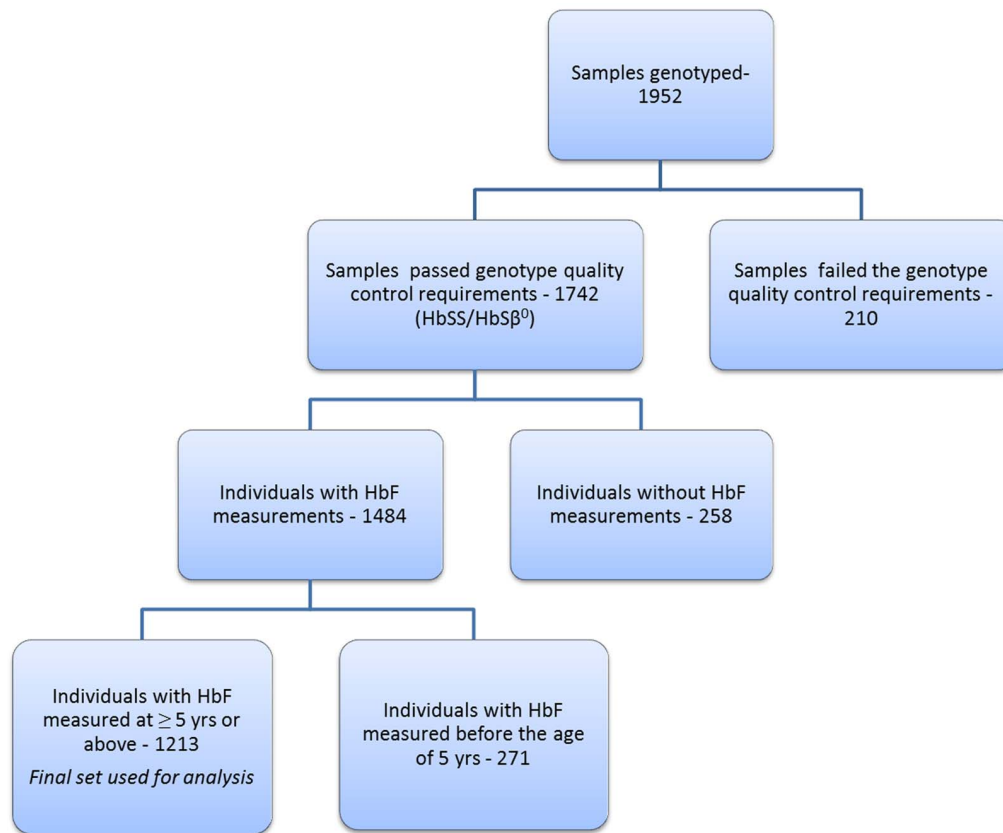 Samples genotyped-
1952
Samples passed genotype quality
control requirements - 1742
(HbSS/HbSβ⁰)
Samples failed the genotype
quality control requirements -
210
Individuals with HbF
measurements - 1484
Individuals without HbF
measurements - 258
Individuals with HbF
measured at ≥ 5 yrs or
above - 1213
Final set used for analysis
Individuals with HbF
measured before the age
of 5 yrs - 271